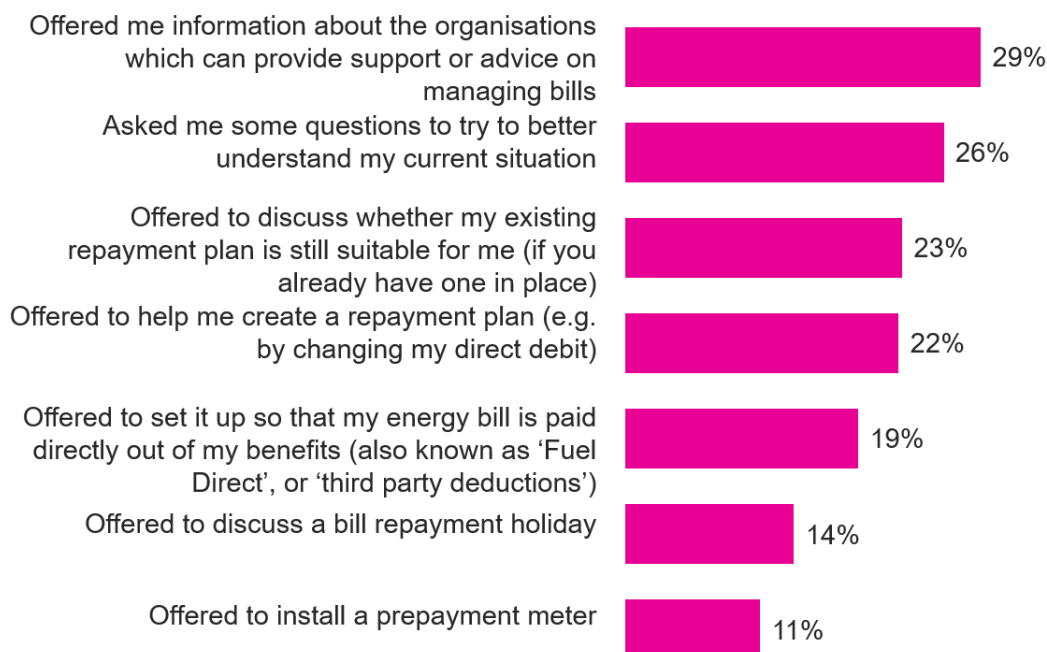 Offered me information about the organisations
which can provide support or advice on
managing bills
29%
Asked me some questions to try to better
understand my current situation
26%
Offered to discuss whether my existing
repayment plan is still suitable for me (if you
already have one in place)
23%
Offered to help me create a repayment plan (e.g.
by changing my direct debit)
22%
Offered to set it up so that my energy bill is paid
directly out of my benefits (also known as ‘Fuel
Direct’, or ‘third party deductions’)
19%
Offered to discuss a bill repayment holiday
14%
Offered to install a prepayment meter
11%